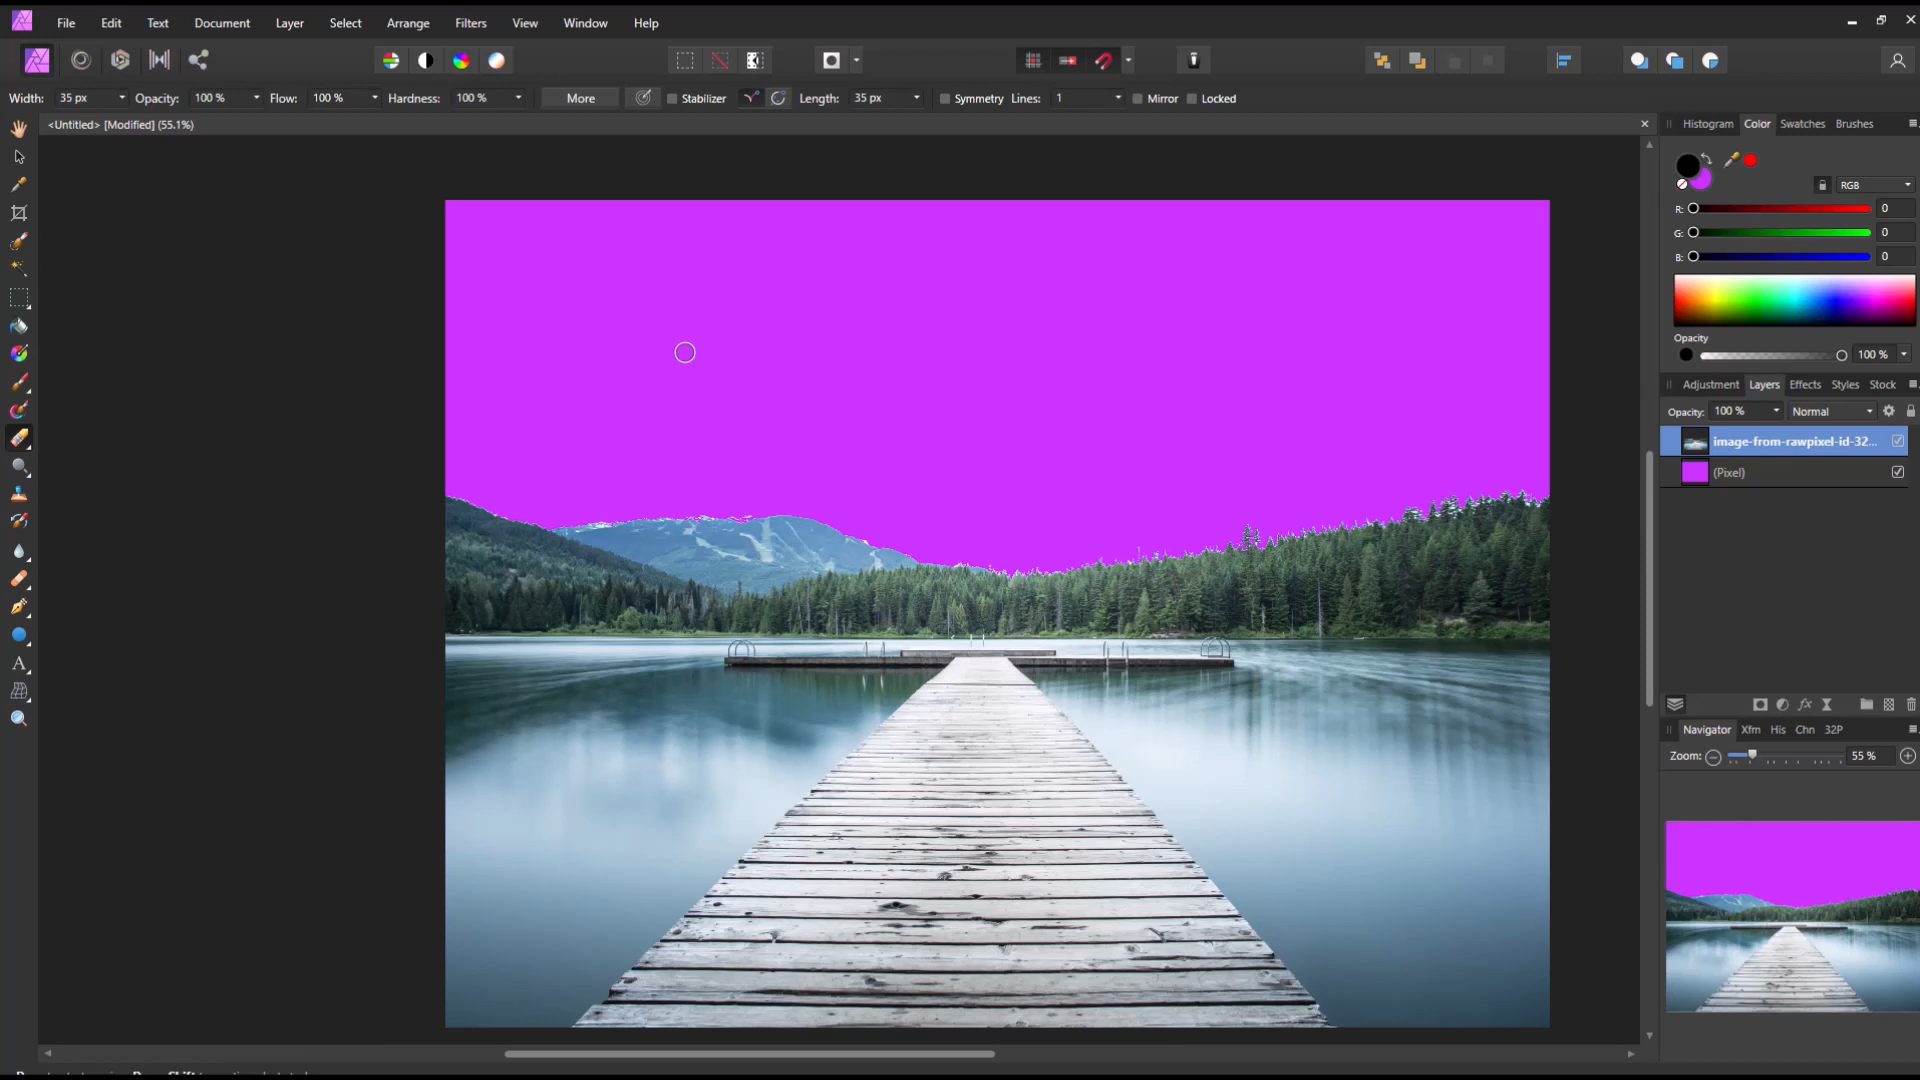 File Edit Text Document Layer Select Arrange Filters View Window Help
Width: 35 px Opacity: 100 % Flow: 100 % Hardness: 100 % More Stabilizer Length: 35 px Symmetry Lines: 1 Mirror Locked
<Untitled> [Modified] (55.1%)
Histogram Color Swatches Brushes
RGB
R: 0
G: 0
B: 0
Opacity
100 %
Adjustment Layers Effects Styles Stock
Opacity: 100 % Normal
image-from-rawpixel-id-32...
(Pixel)
fx
Navigator Xfm His Chn 32P
Zoom: 55 %
A